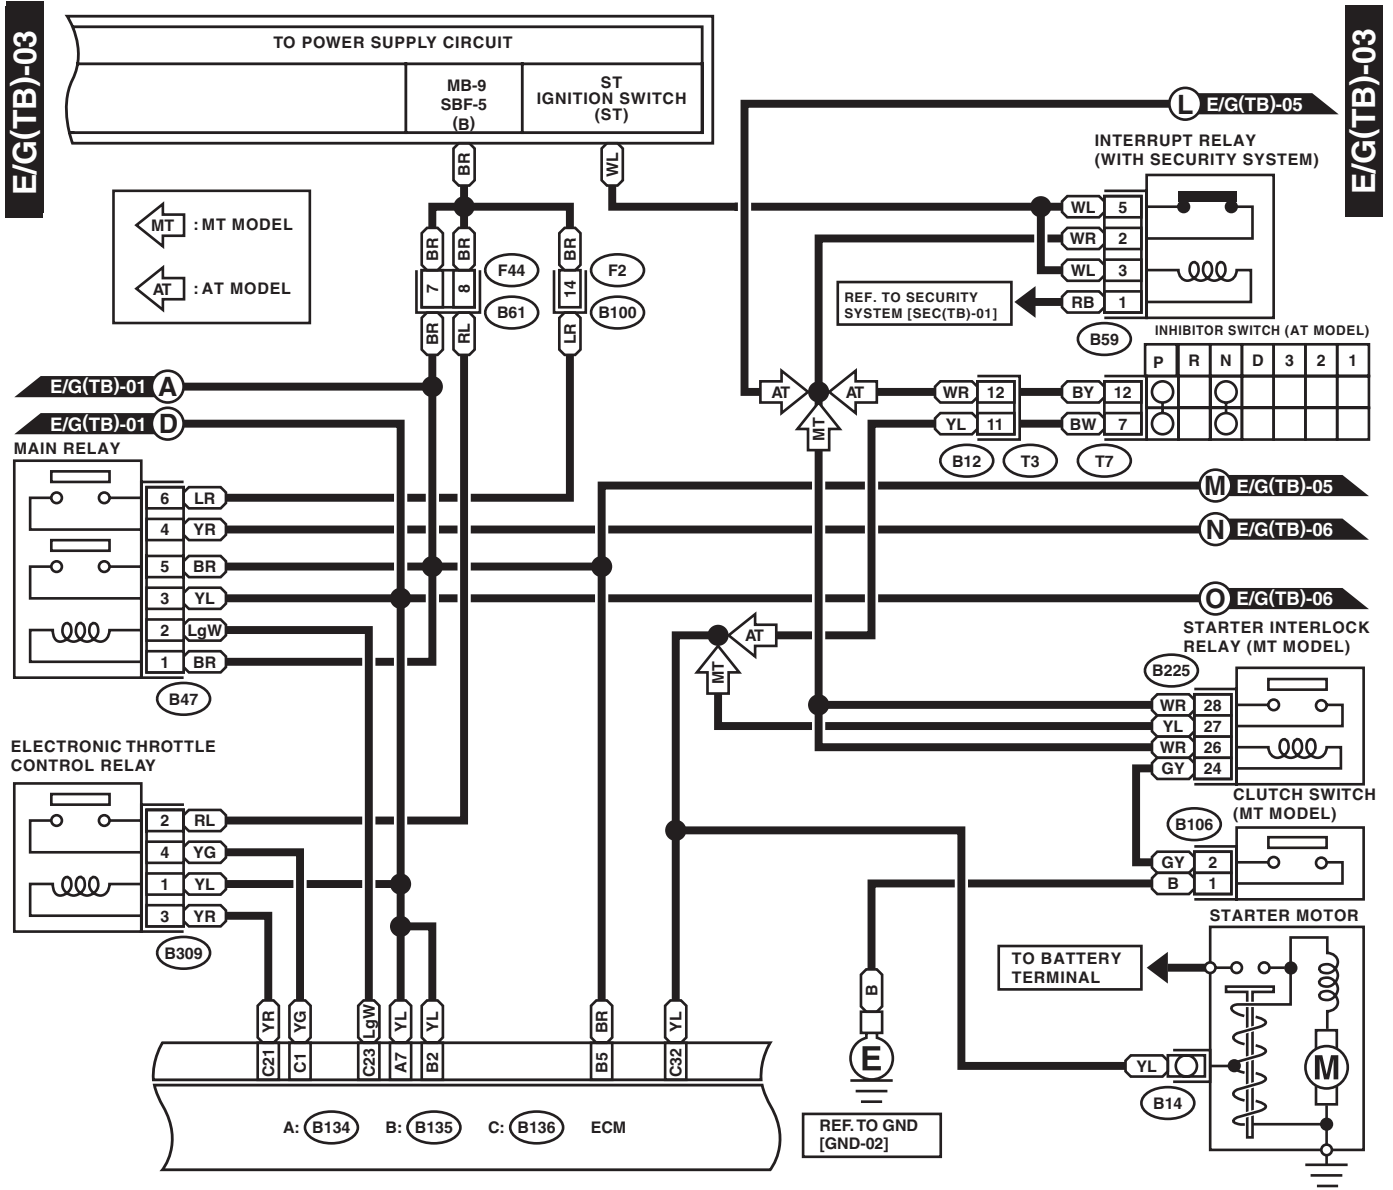 E/G(TB)-03
E/G(TB)-03
TO POWER SUPPLY CIRCUIT
MB-9
SBF-5
(B)
ST
IGNITION SWITCH
(ST)
BR
WL
L E/G(TB)-05
INTERRUPT RELAY
(WITH SECURITY SYSTEM)
MT : MT MODEL
AT : AT MODEL
BR
BR
BR
7
8
14
F44
F2
B61
B100
BR
RL
LR
WL 5
WR 2
WL 3
RB 1
REF. TO SECURITY
SYSTEM [SEC(TB)-01]
B59
INHIBITOR SWITCH (AT MODEL)
P R N D 3 2 1
E/G(TB)-01 A
E/G(TB)-01 D
AT
AT
MT
WR 12
BY 12
YL 11
BW 7
B12
T3
T7
MAIN RELAY
6 LR
4 YR
5 BR
3 YL
2 LgW
1 BR
B47
M E/G(TB)-05
N E/G(TB)-06
O E/G(TB)-06
AT
MT
STARTER INTERLOCK
RELAY (MT MODEL)
B225
WR 28
YL 27
WR 26
GY 24
ELECTRONIC THROTTLE
CONTROL RELAY
2 RL
4 YG
1 YL
3 YR
B309
CLUTCH SWITCH
(MT MODEL)
B106
GY 2
B 1
STARTER MOTOR
TO BATTERY
TERMINAL
B
E
REF. TO GND
[GND-02]
YL
B14
M
YR
YG
LgW
YL
YL
BR
YL
C21
C1
C23
A7
B2
B5
C32
A: B134 B: B135 C: B136 ECM